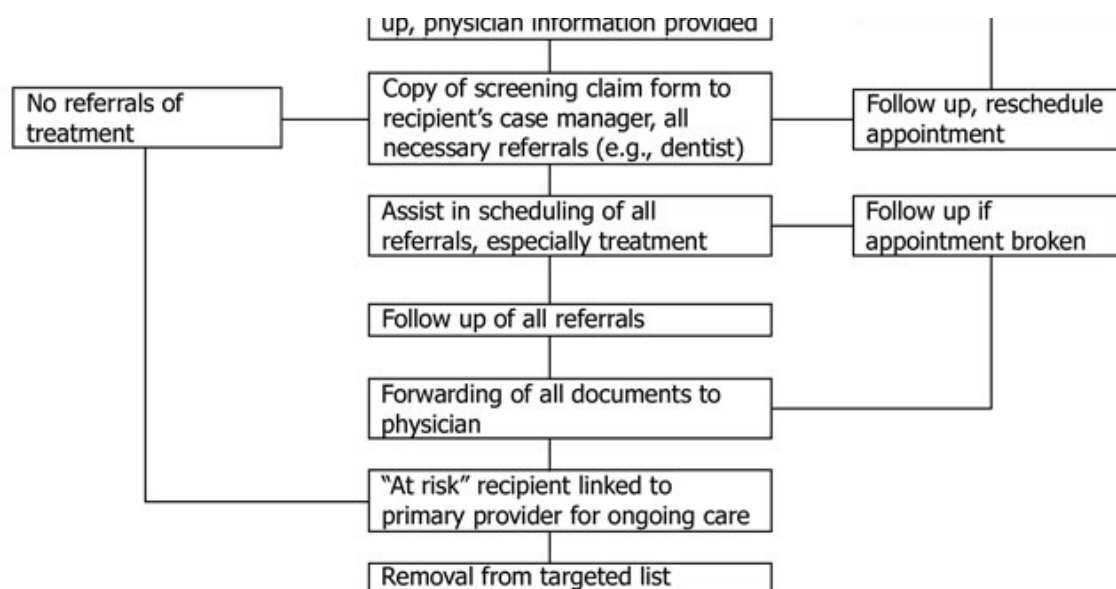 up, physician information provided
No referrals of
treatment
Copy of screening claim form to
recipient's case manager, all
necessary referrals (e.g., dentist)
Follow up, reschedule
appointment
Assist in scheduling of all
referrals, especially treatment
Follow up if
appointment broken
Follow up of all referrals
Forwarding of all documents to
physician
“At risk” recipient linked to
primary provider for ongoing care
Removal from targeted list